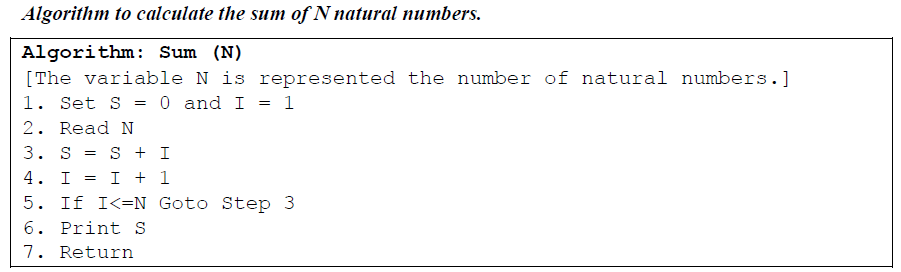 Algorithm to calculate the sum of N natural numbers.
Algorithm: Sum (N)
[The variable N is represented the number of natural numbers.]
1. Set S = 0 and I = 1
2. Read N
3. S = S + I
4. I = I + 1
5. If I<=N Goto Step 3
6. Print S
7. Return